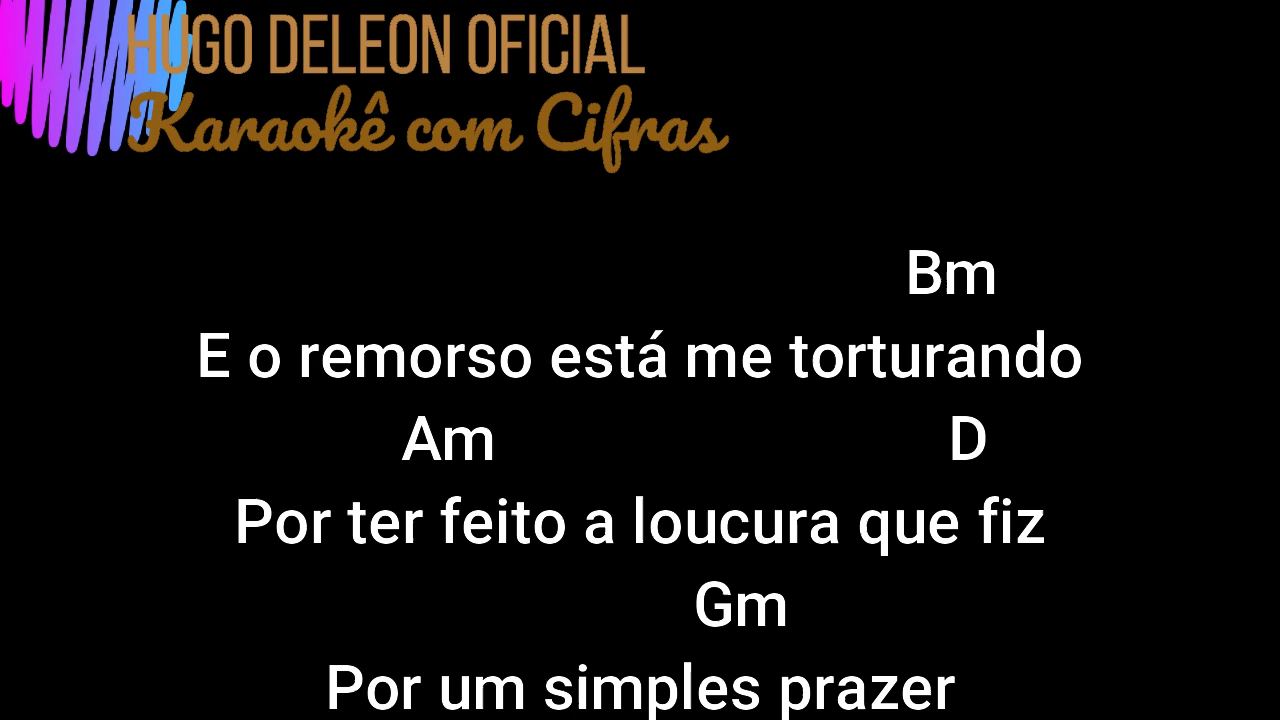 HUGO DELEON OFICIAL
Karaokê com Cifras
Bm
E o remorso está me torturando
Am D
Por ter feito a loucura que fiz
Gm
Por um simples prazer